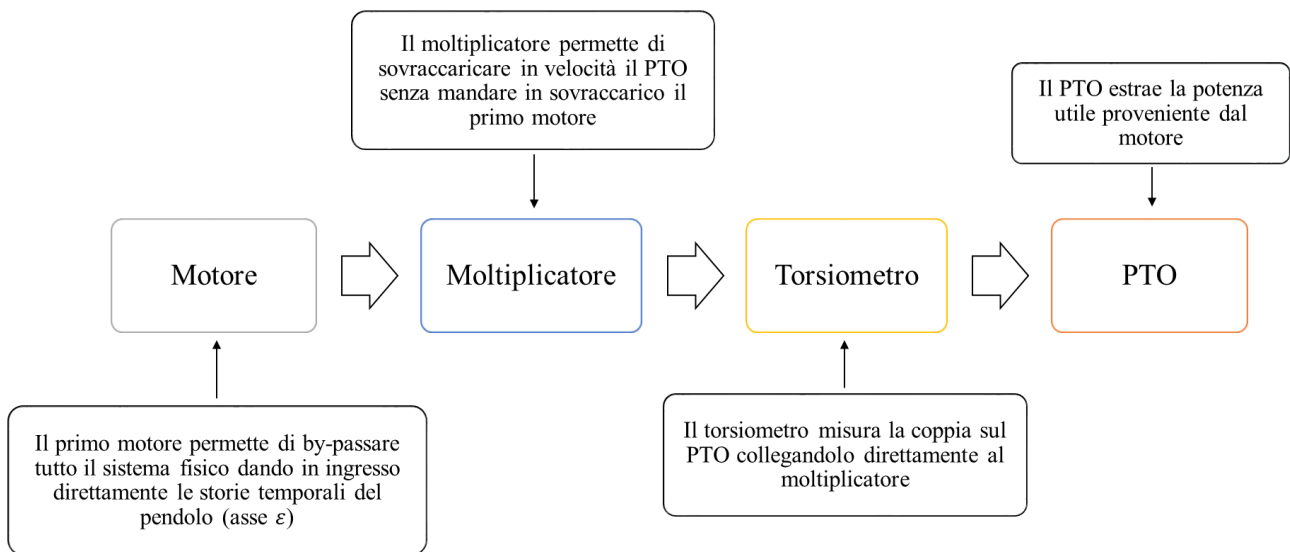 Il moltiplicatore permette di
sovraccaricare in velocità il PTO
senza mandare in sovraccarico il
primo motore
Il PTO estrae la potenza
utile proveniente dal
motore
Motore
Moltiplicatore
Torsiometro
PTO
Il primo motore permette di by-passare
tutto il sistema fisico dando in ingresso
direttamente le storie temporali del
pendolo (asse ε)
Il torsiometro misura la coppia sul
PTO collegandolo direttamente al
moltiplicatore